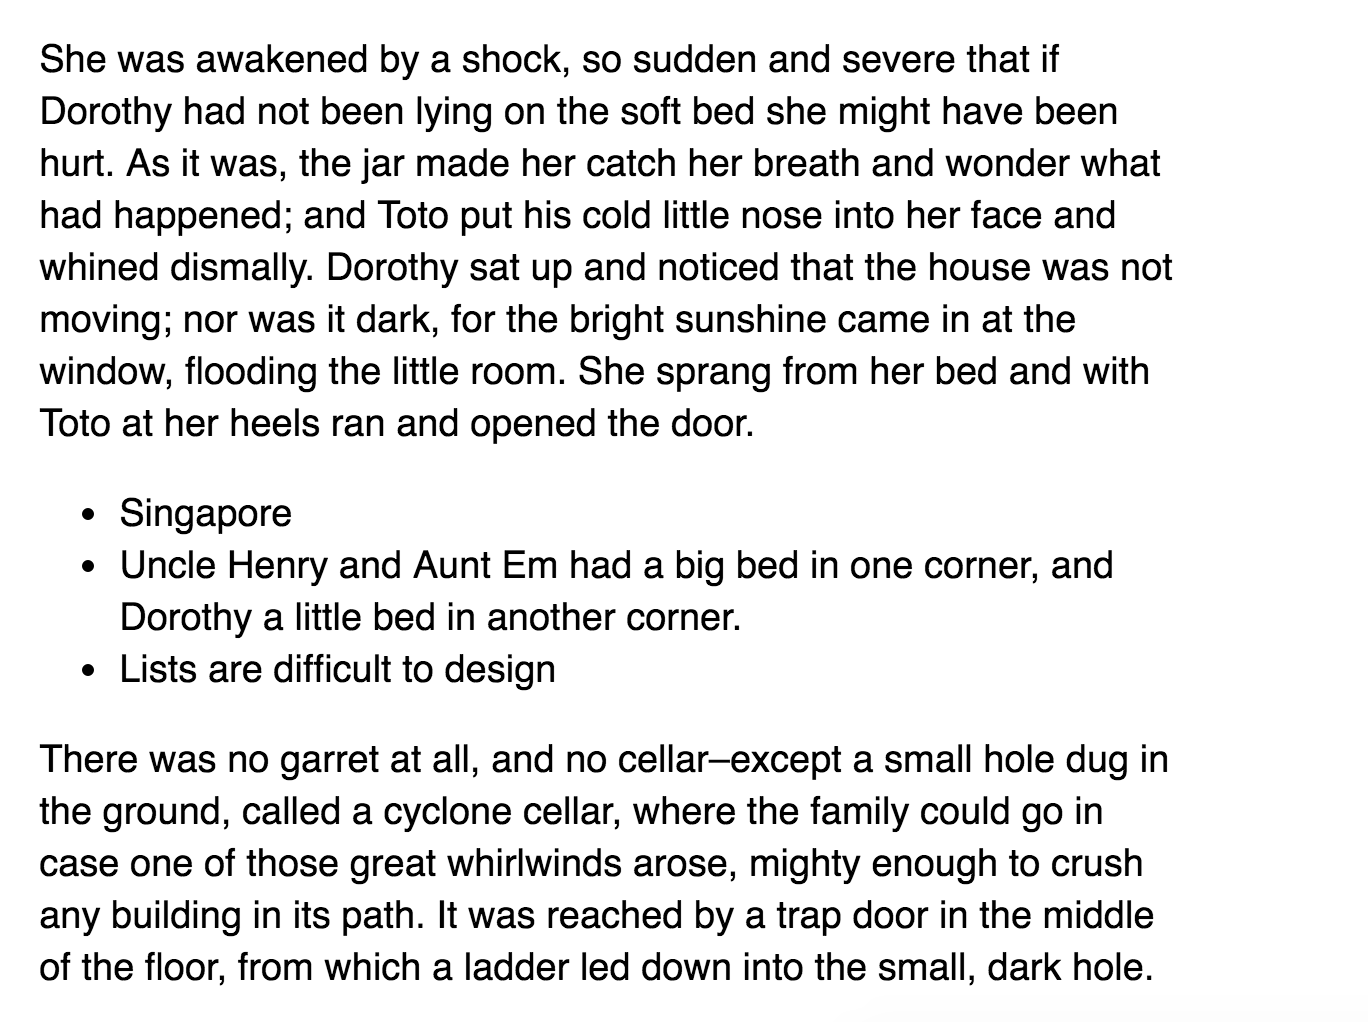 She was awakened by a shock, so sudden and severe that if
Dorothy had not been lying on the soft bed she might have been
hurt. As it was, the jar made her catch her breath and wonder what
had happened; and Toto put his cold little nose into her face and
whined dismally. Dorothy sat up and noticed that the house was not
moving; nor was it dark, for the bright sunshine came in at the
window, flooding the little room. She sprang from her bed and with
Toto at her heels ran and opened the door.
• Singapore
• Uncle Henry and Aunt Em had a big bed in one corner, and
Dorothy a little bed in another corner.
• Lists are difficult to design
There was no garret at all, and no cellar–except a small hole dug in
the ground, called a cyclone cellar, where the family could go in
case one of those great whirlwinds arose, mighty enough to crush
any building in its path. It was reached by a trap door in the middle
of the floor, from which a ladder led down into the small, dark hole.